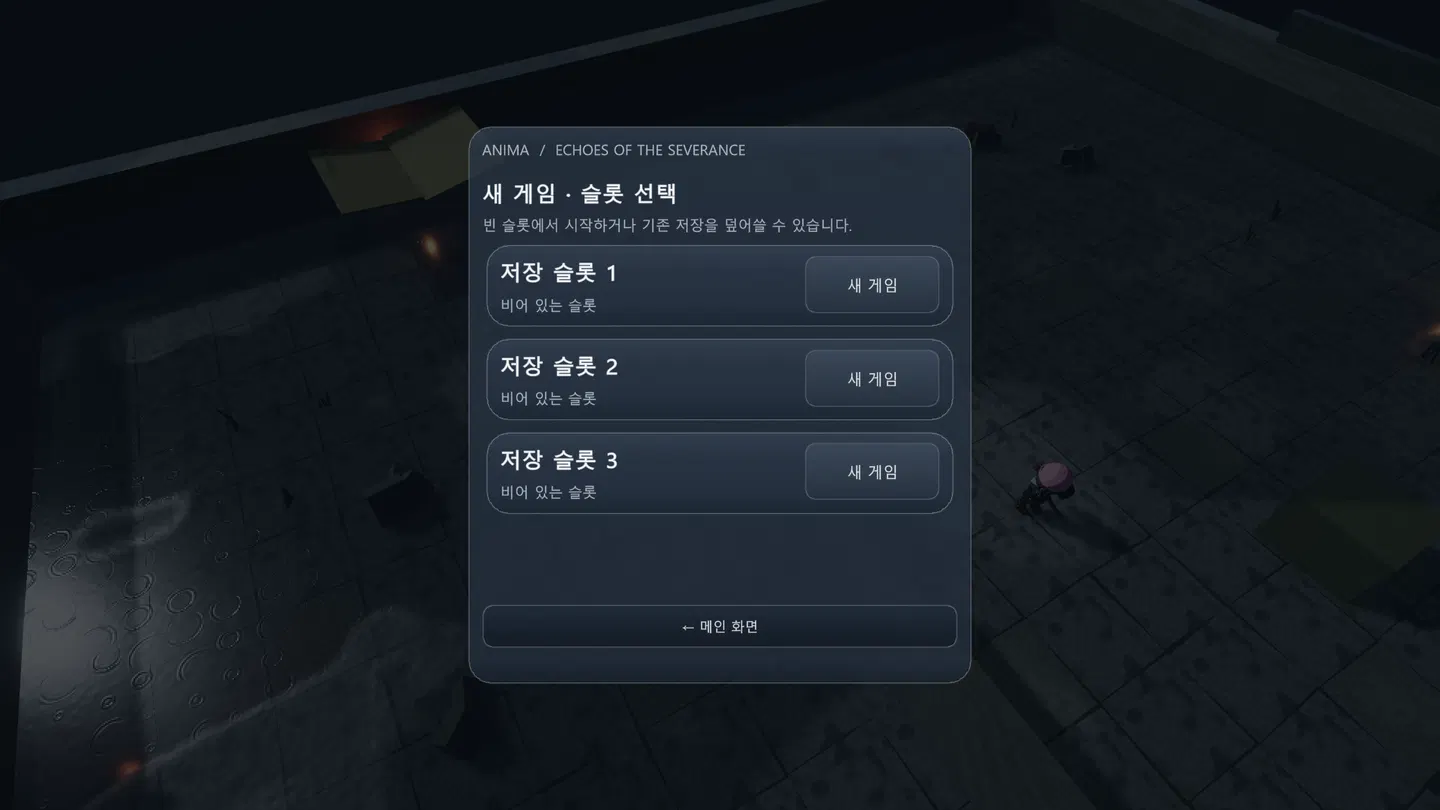 ANIMA / ECHOES OF THE SEVERANCE
새 게임 · 슬롯 선택
빈 슬롯에서 시작하거나 기존 저장을 덮어쓸 수 있습니다.
저장 슬롯 1
비어 있는 슬롯
새 게임
저장 슬롯 2
비어 있는 슬롯
새 게임
저장 슬롯 3
비어 있는 슬롯
새 게임
← 메인 화면